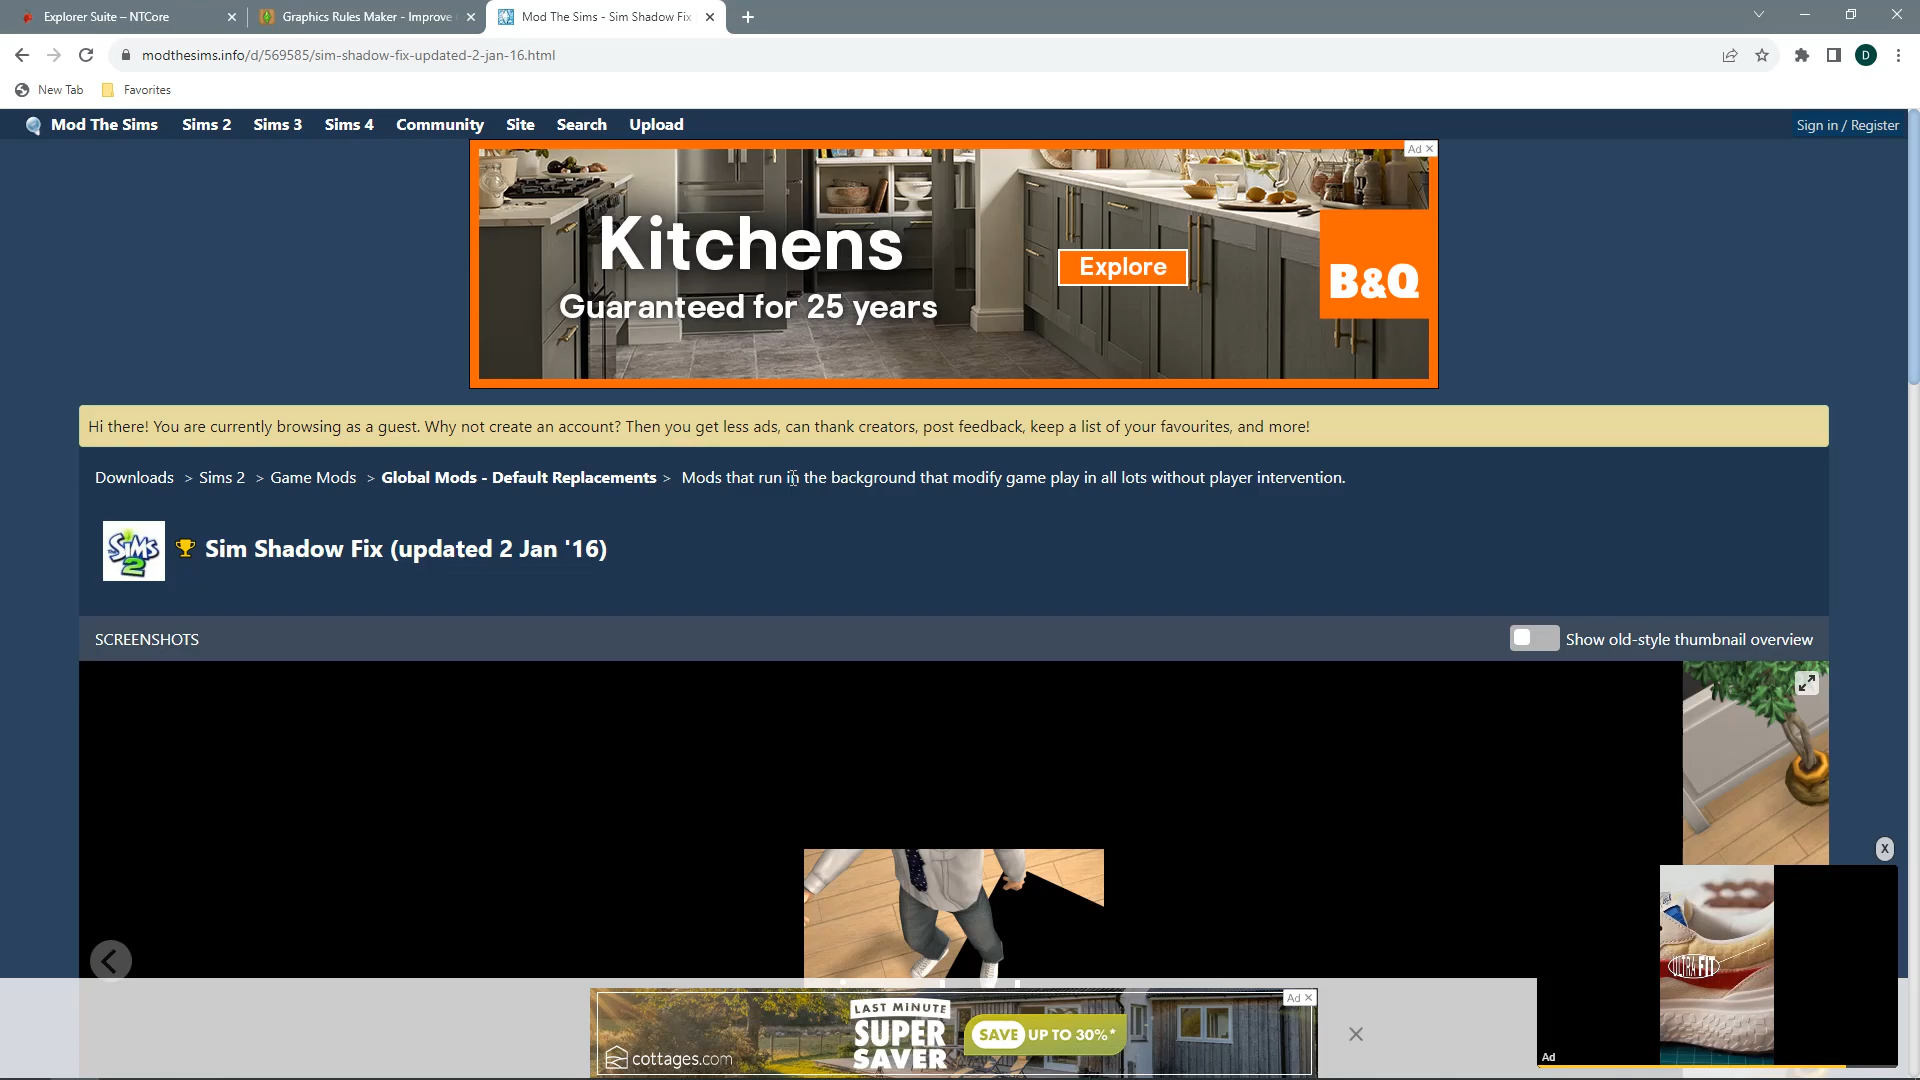 Explorer Suite – NTCore
Graphics Rules Maker - Improve
Mod The Sims - Sim Shadow Fix
modthesims.info/d/569585/sim-shadow-fix-updated-2-jan-16.html
D
New Tab
Favorites
Mod The Sims
Sims 2
Sims 3
Sims 4
Community
Site
Search
Upload
Sign in / Register
Ad
Kitchens
Guaranteed for 25 years
Explore
B&Q
Hi there! You are currently browsing as a guest. Why not create an account? Then you get less ads, can thank creators, post feedback, keep a list of your favourites, and more!
Downloads > Sims 2 > Game Mods > Global Mods - Default Replacements > Mods that run in the background that modify game play in all lots without player intervention.
Sims 2
Sim Shadow Fix (updated 2 Jan '16)
SCREENSHOTS
Show old-style thumbnail overview
X
ULTRA FIT
Ad
cottages.com
LAST MINUTE
SUPER
SAVER
SAVE UP TO 30%*
Ad